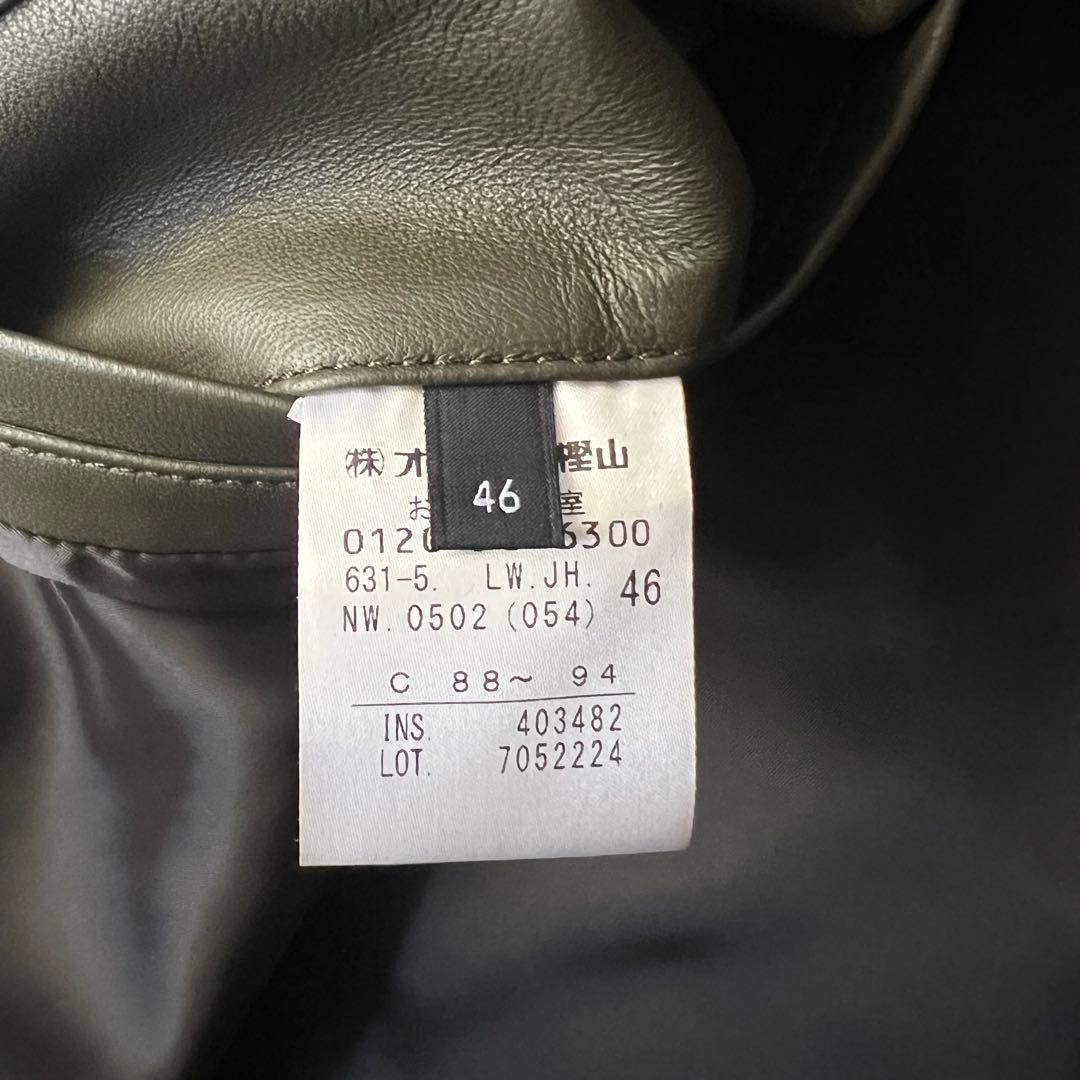 ㈱オ 樫山
46
お 室
012 6300
631-5. LW.JH. 46
NW. 0502 (054)
C 88～ 94
INS. 403482
LOT. 7052224